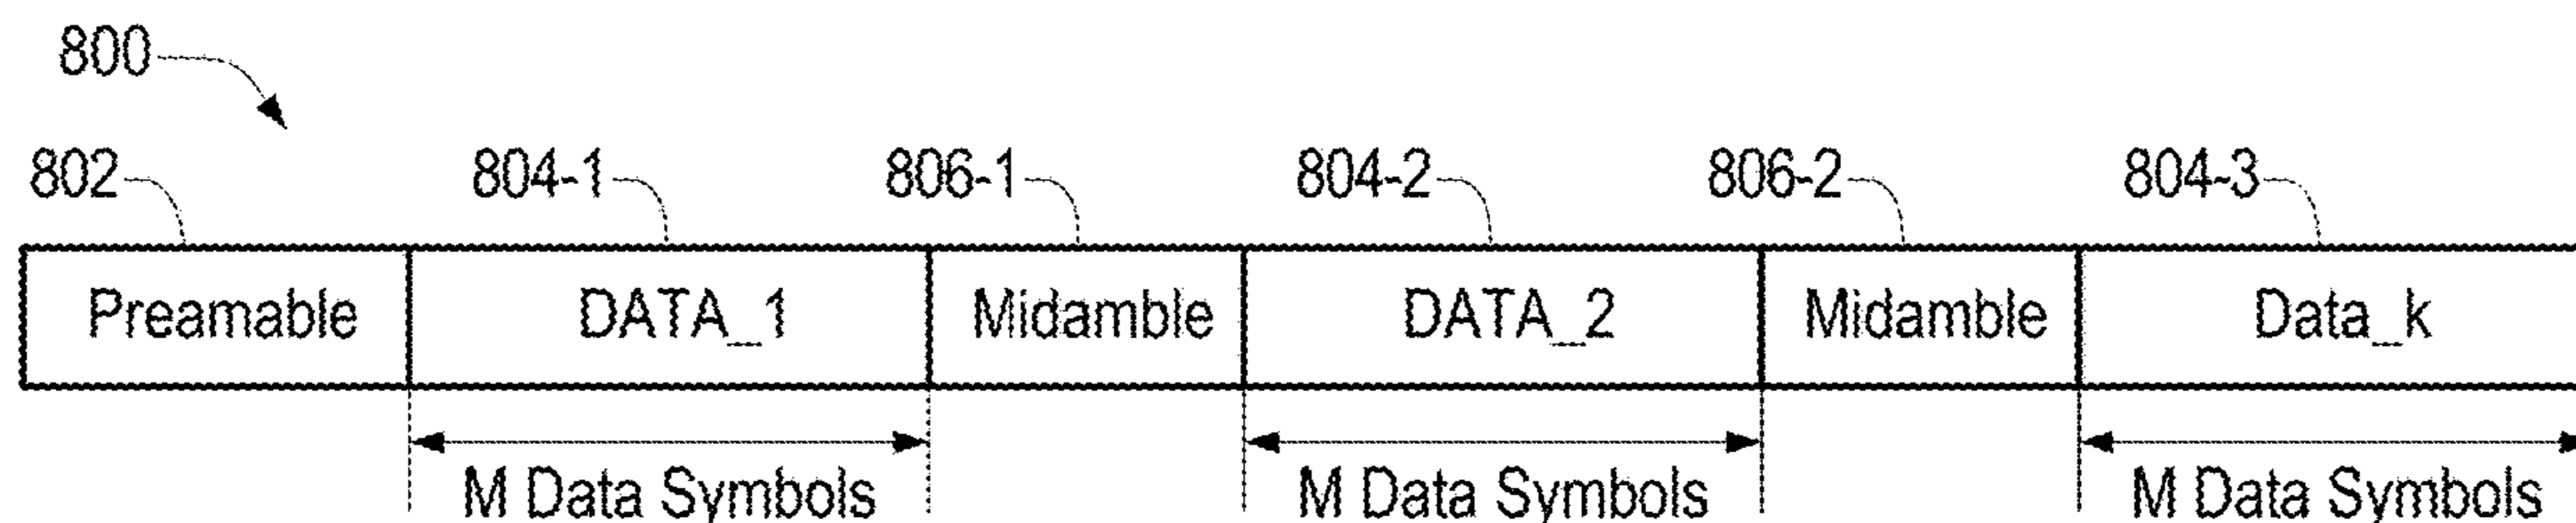 800
802 804-1 806-1 804-2 806-2 804-3
Preamable DATA_1 Midamble DATA_2 Midamble Data_k
M Data Symbols M Data Symbols M Data Symbols